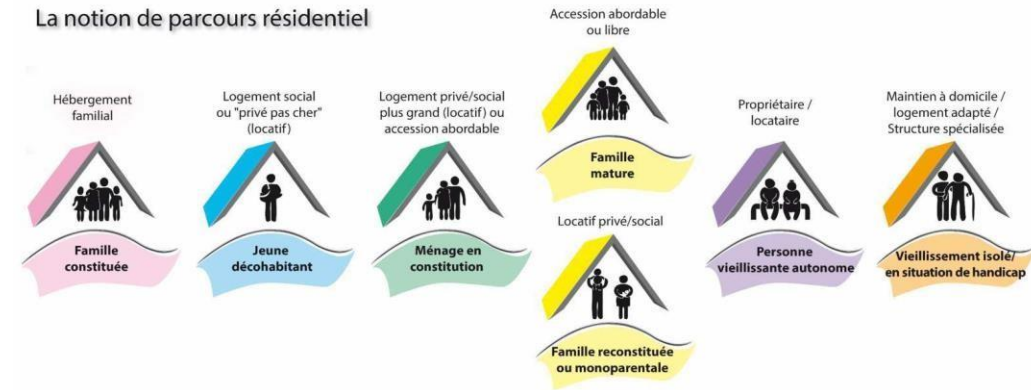 La notion de parcours résidentiel
Hébergement
familial
Famille
constituée
Logement social
ou "privé pas cher"
(locatif)
Jeune
décohabitant
Logement privé/social
plus grand (locatif) ou
accession abordable
Ménage en
constitution
Accession abordable
ou libre
Famille
mature
Locatif privé/social
Famille reconstituée
ou monoparentale
Propriétaire /
locataire
Personne
vieillissante autonome
Maintien à domicile /
logement adapté /
Structure spécialisée
Vieillissement isolé/
en situation de handicap